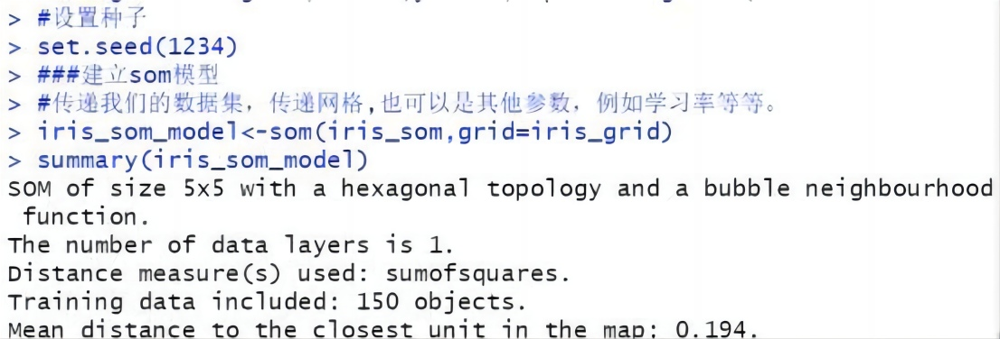 > #设置种子
> set.seed(1234)
> ###建立som模型
> #传递我们的数据集，传递网格,也可以是其他参数，例如学习率等等。
> iris_som_model<-som(iris_som,grid=iris_grid)
> summary(iris_som_model)
SOM of size 5x5 with a hexagonal topology and a bubble neighbourhood
 function.
The number of data layers is 1.
Distance measure(s) used: sumofsquares.
Training data included: 150 objects.
Mean distance to the closest unit in the map: 0.194.